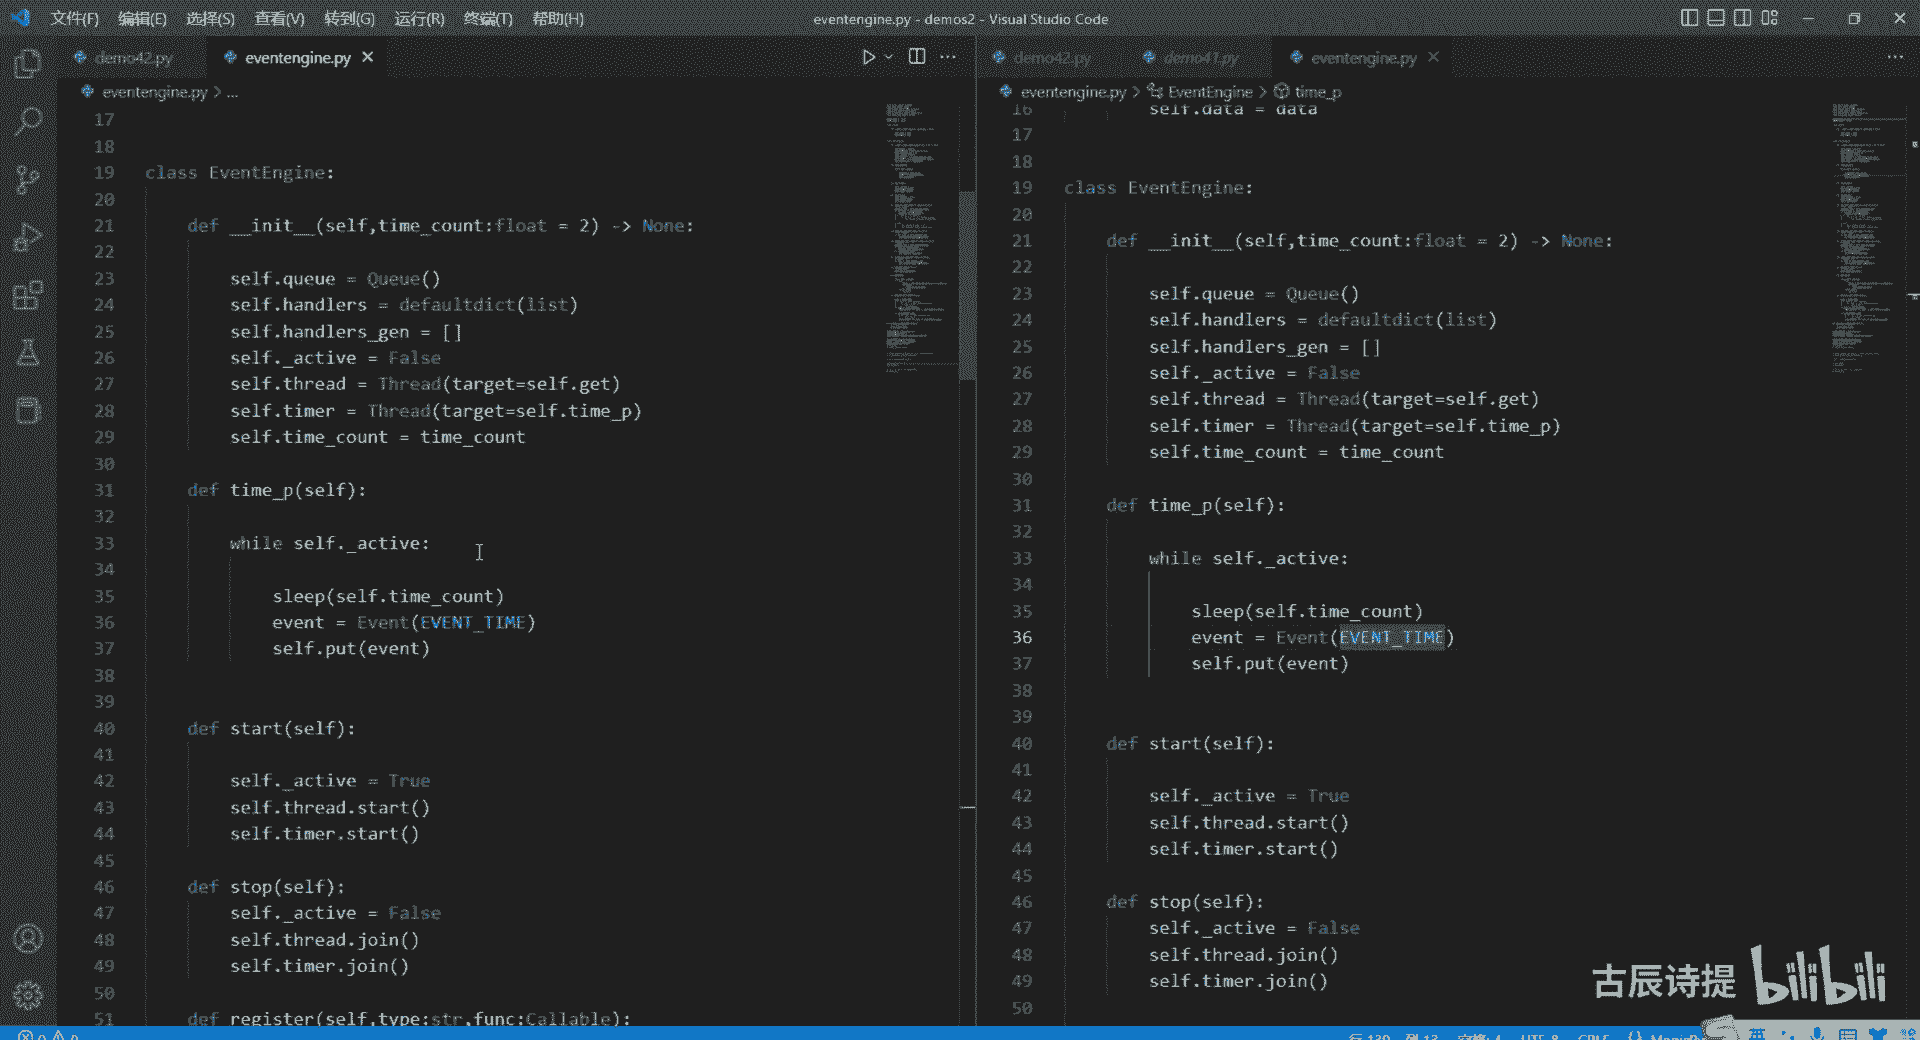 文件(F) 编辑(E) 选择(S) 查看(V) 转到(G) 运行(R) 终端(T) 帮助(H) eventengine.py - demos2 - Visual Studio Code
demo42.py eventengine.py
eventengine.py > ...
17
18
19 class EventEngine:
20
21 def __init__(self,time_count:float = 2) -> None:
22
23 self.queue = Queue()
24 self.handlers = defaultdict(list)
25 self.handlers_gen = []
26 self._active = False
27 self.thread = Thread(target=self.get)
28 self.timer = Thread(target=self.time_p)
29 self.time_count = time_count
30
31 def time_p(self):
32
33 while self._active:
34
35 sleep(self.time_count)
36 event = Event(EVENT_TIME)
37 self.put(event)
38
39
40 def start(self):
41
42 self._active = True
43 self.thread.start()
44 self.timer.start()
45
46 def stop(self):
47 self._active = False
48 self.thread.join()
49 self.timer.join()
50
51 def register(self,type:str,func:Callable):
demo42.py demo41.py eventengine.py
eventengine.py > EventEngine > time_p
16 self.data = data
17
18
19 class EventEngine:
20
21 def __init__(self,time_count:float = 2) -> None:
22
23 self.queue = Queue()
24 self.handlers = defaultdict(list)
25 self.handlers_gen = []
26 self._active = False
27 self.thread = Thread(target=self.get)
28 self.timer = Thread(target=self.time_p)
29 self.time_count = time_count
30
31 def time_p(self):
32
33 while self._active:
34
35 sleep(self.time_count)
36 event = Event(EVENT_TIME)
37 self.put(event)
38
39
40 def start(self):
41
42 self._active = True
43 self.thread.start()
44 self.timer.start()
45
46 def stop(self):
47 self._active = False
48 self.thread.join()
49 self.timer.join()
50
古辰诗提 bilibili